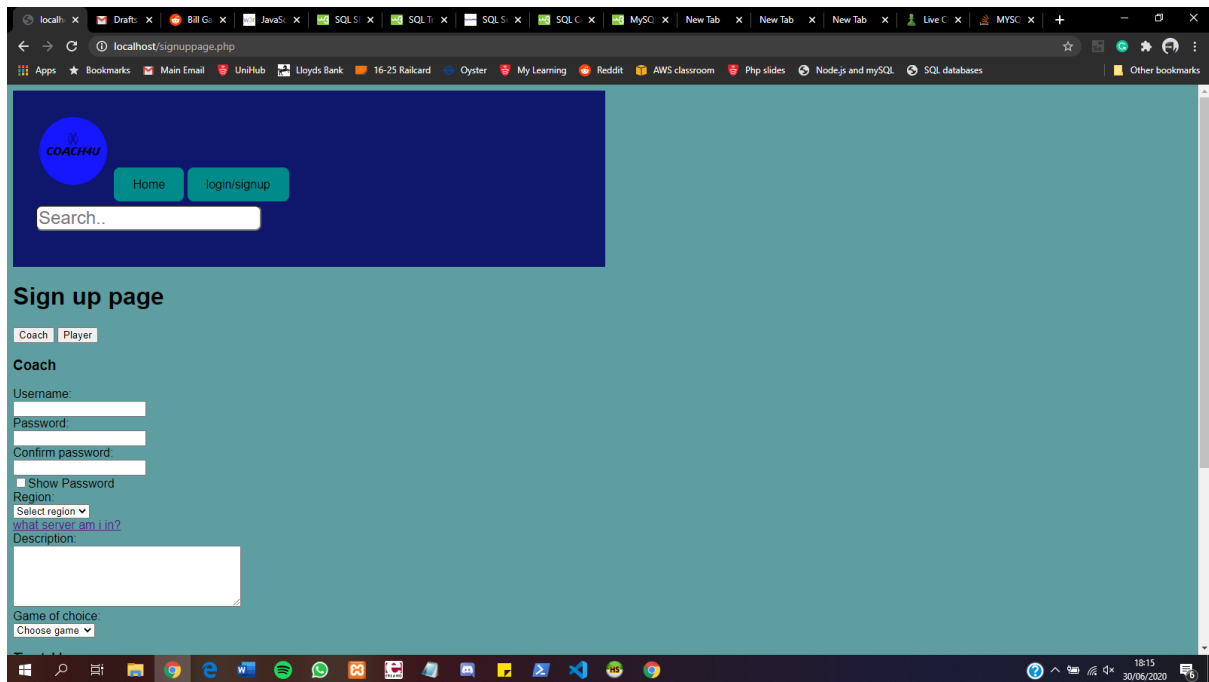 localh
Drafts
Bill Ga
JavaSc
SQL SE
SQL Tr
SQL Se
SQL C
MySQ
New Tab
New Tab
New Tab
Live C
MYSQ
localhost/signuppage.php
Apps
Bookmarks
Main Email
UniHub
Lloyds Bank
16-25 Railcard
Oyster
My Learning
Reddit
AWS classroom
Php slides
Node.js and mySQL
SQL databases
Other bookmarks
COACH4U
Home
login/signup
Search..
Sign up page
Coach
Player
Coach
Username:
Password:
Confirm password:
Show Password
Region:
Select region
what server am i in?
Description:
Game of choice:
Choose game
18:15
30/06/2020
6